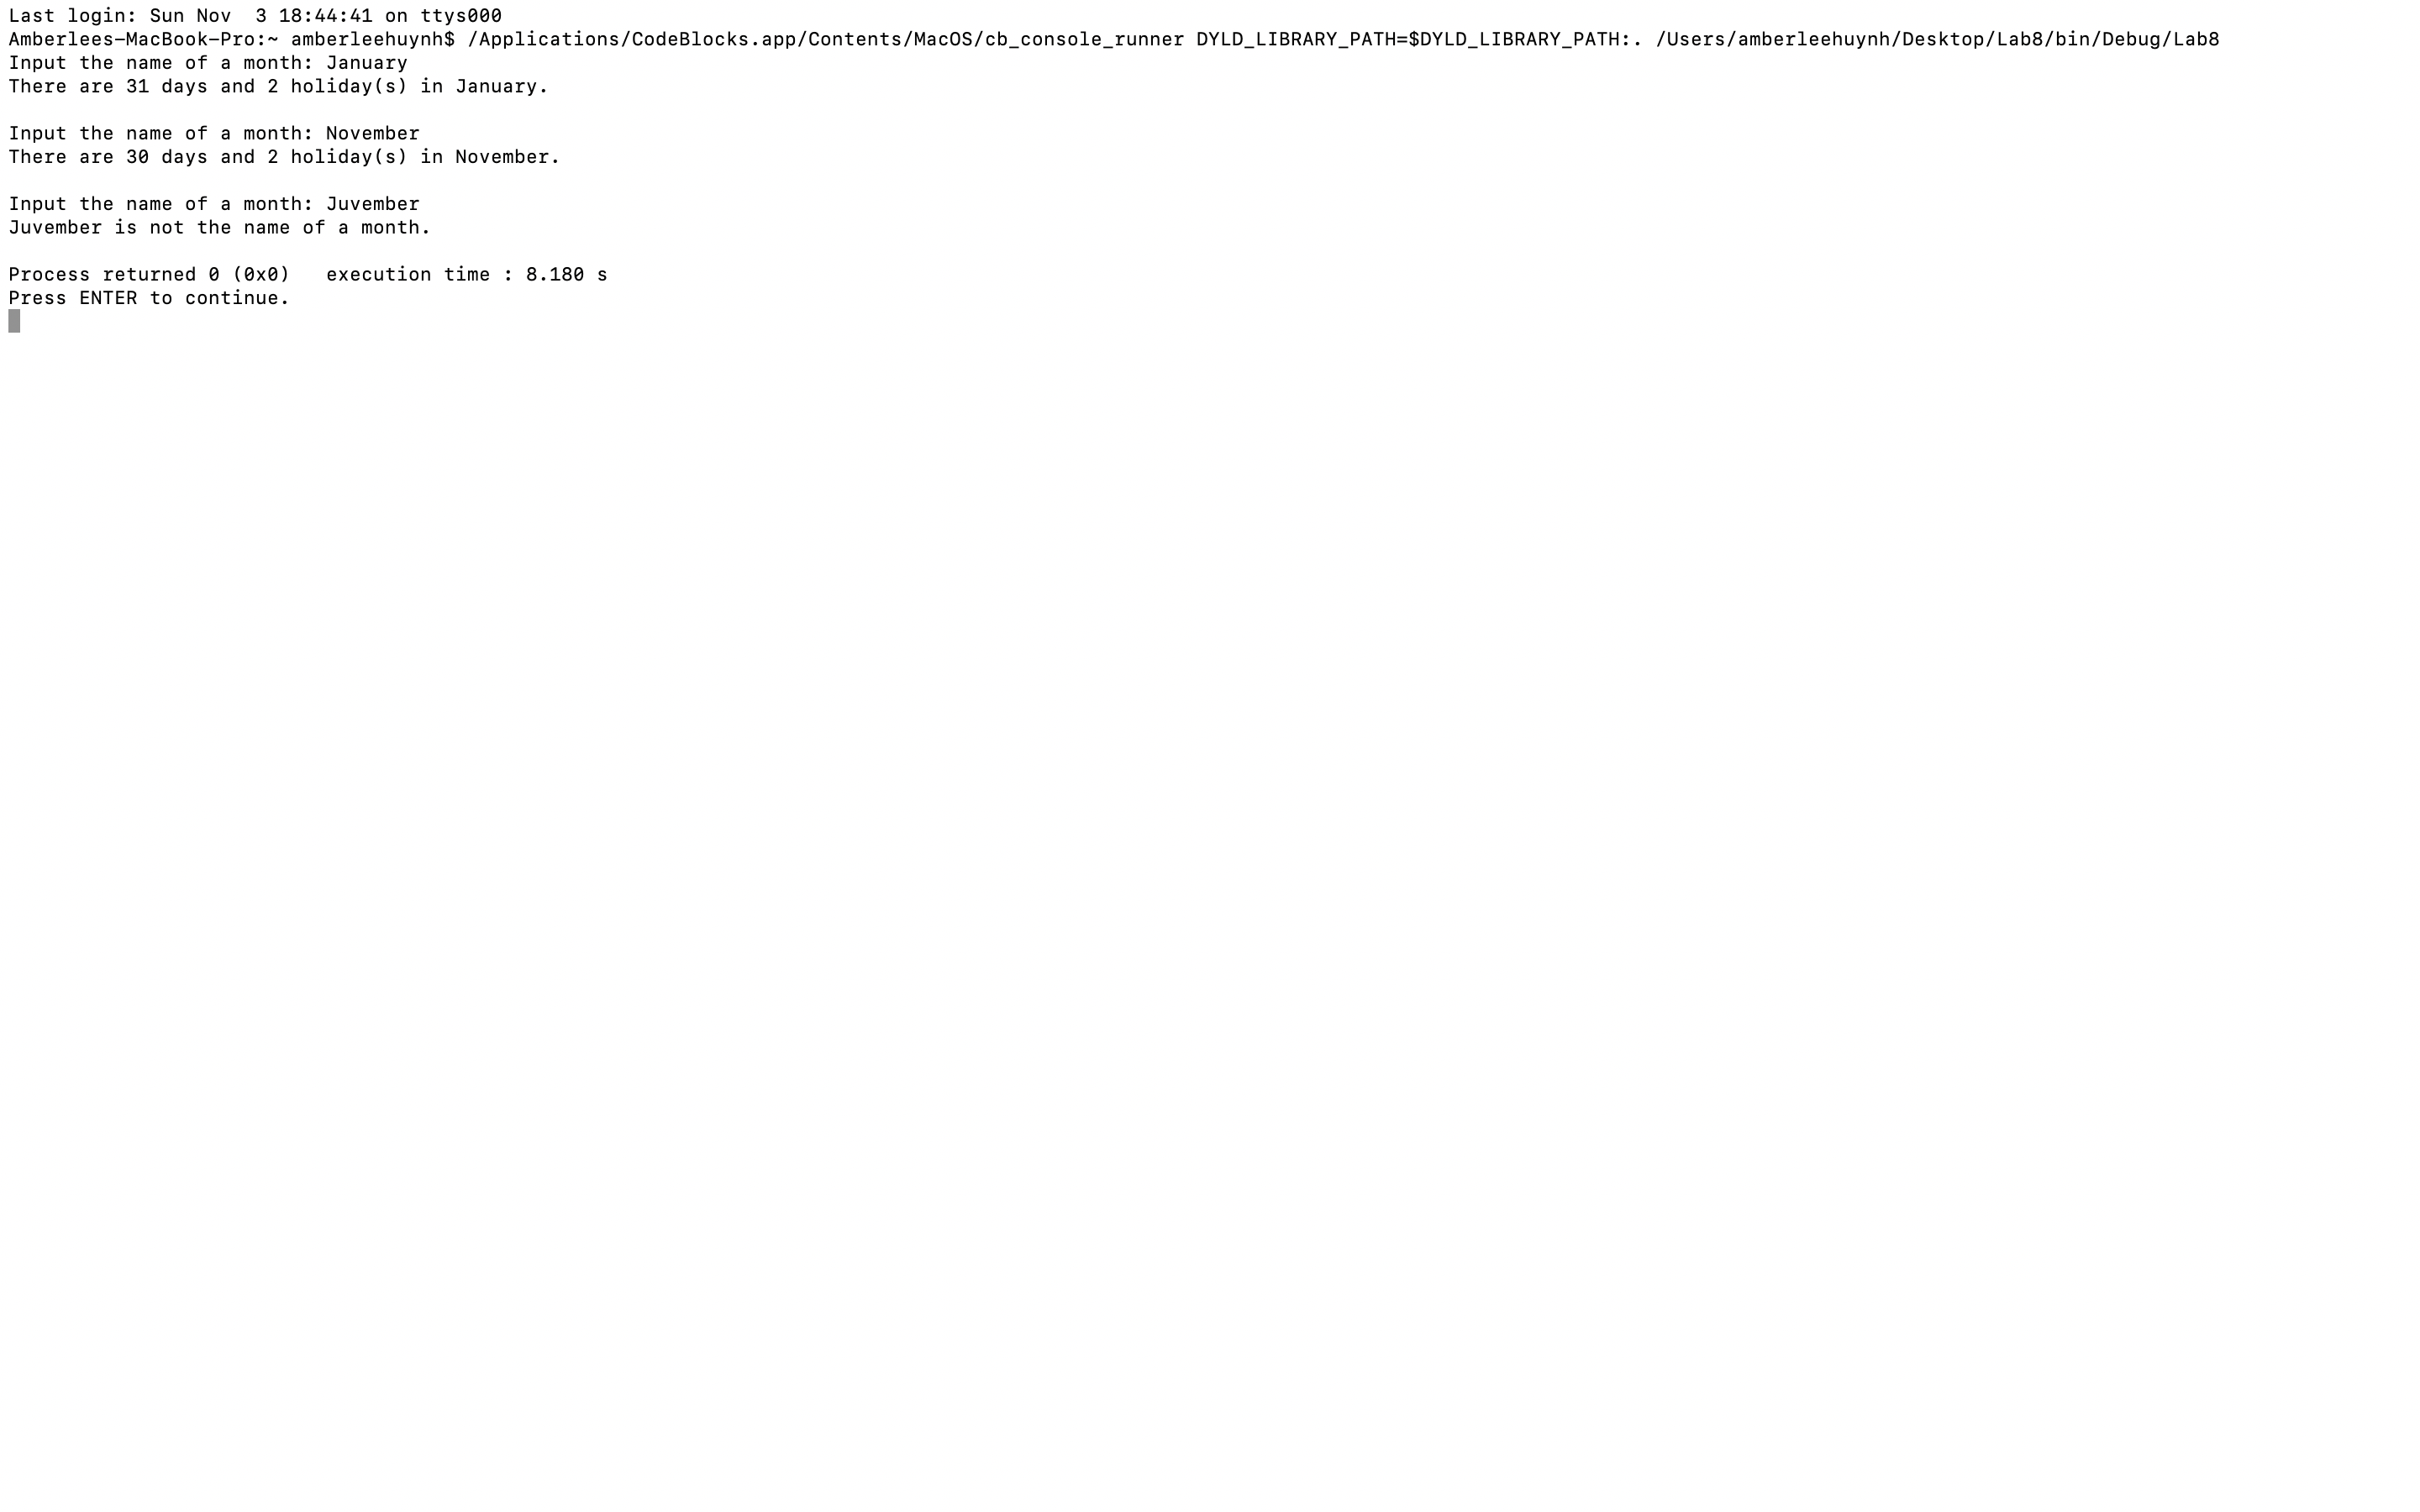 Last login: Sun Nov  3 18:44:41 on ttys000
Amberlees-MacBook-Pro:~ amberleehuynh$ /Applications/CodeBlocks.app/Contents/MacOS/cb_console_runner DYLD_LIBRARY_PATH=$DYLD_LIBRARY_PATH:. /Users/amberleehuynh/Desktop/Lab8/bin/Debug/Lab8
Input the name of a month: January
There are 31 days and 2 holiday(s) in January.

Input the name of a month: November
There are 30 days and 2 holiday(s) in November.

Input the name of a month: Juvember
Juvember is not the name of a month.

Process returned 0 (0x0)   execution time : 8.180 s
Press ENTER to continue.